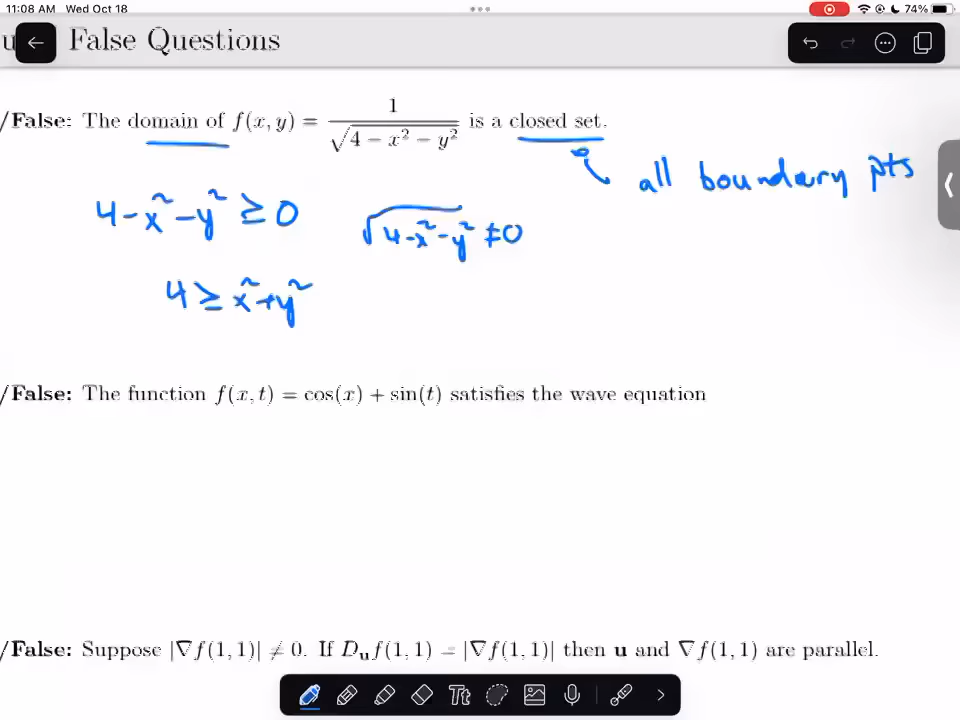 11:08 AM Wed Oct 18
74%
False Questions
/False: The domain of f(x, y) = 1/√(4 − x² − y²) is a closed set.
all boundary pts
4-x²-y² ≥ 0
√(4-x²-y²) ≠ 0
4 ≥ x²+y²
/False: The function f(x, t) = cos(x) + sin(t) satisfies the wave equation
/False: Suppose |∇f(1, 1)| ≠ 0. If D_𝐮f(1, 1) = |∇f(1, 1)| then u and ∇f(1, 1) are parallel.
Tt